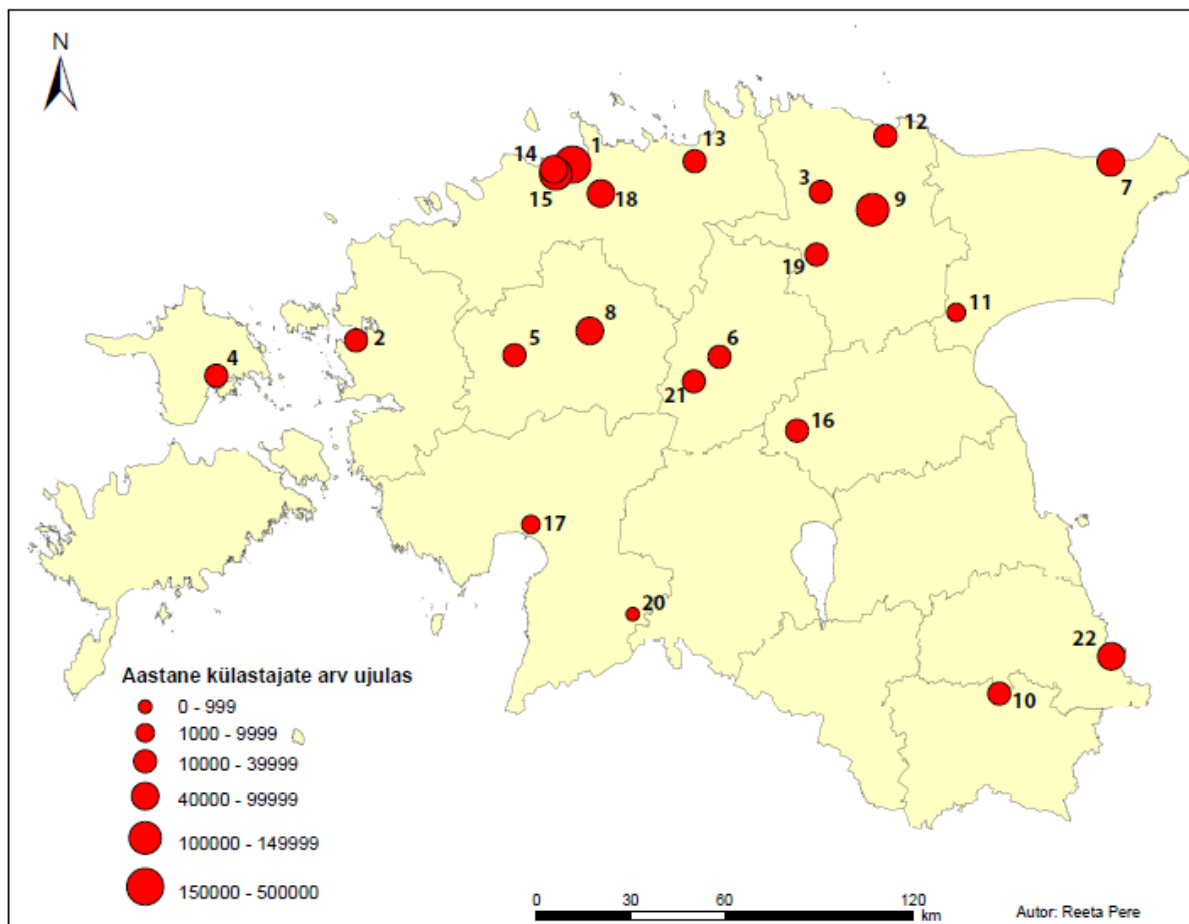 N
12
13
1
14
7
3
15
18
9
19
11
8
2
6
5
4
21
16
17
20
22
10
Aastane külastajate arv ujulas
0 - 999
1000 - 9999
10000 - 39999
40000 - 99999
100000 - 149999
150000 - 500000
0 30 60 120
km
Autor: Reeta Pere